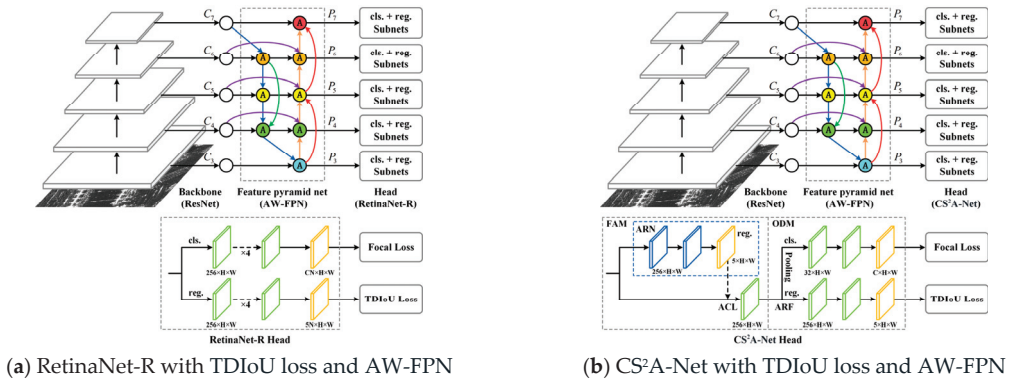 C7 A P7 cls. + reg. Subnets
C6 A A P6 cls. + reg. Subnets
C5 A A P5 cls. + reg. Subnets
C4 A A P4 cls. + reg. Subnets
C3 A P3 cls. + reg. Subnets
Backbone (ResNet) Feature pyramid net (AW-FPN) Head (RetinaNet-R)
cls. ×4 Focal Loss
256×H×W CN×H×W
reg. ×4 TDIoU Loss
256×H×W 5N×H×W
RetinaNet-R Head
(a) RetinaNet-R with TDIoU loss and AW-FPN
C7 A P7 cls. + reg. Subnets
C6 A A P6 cls. + reg. Subnets
C5 A A P5 cls. + reg. Subnets
C4 A A P4 cls. + reg. Subnets
C3 A P3 cls. + reg. Subnets
Backbone (ResNet) Feature pyramid net (AW-FPN) Head (CS²A-Net)
FAM ARN reg. ODM
256×H×W 5×H×W
cls. Focal Loss
Pooling 32×H×W C×H×W
reg. TDIoU Loss
ACL ARF
256×H×W 256×H×W 5×H×W
CS²A-Net Head
(b) CS²A-Net with TDIoU loss and AW-FPN